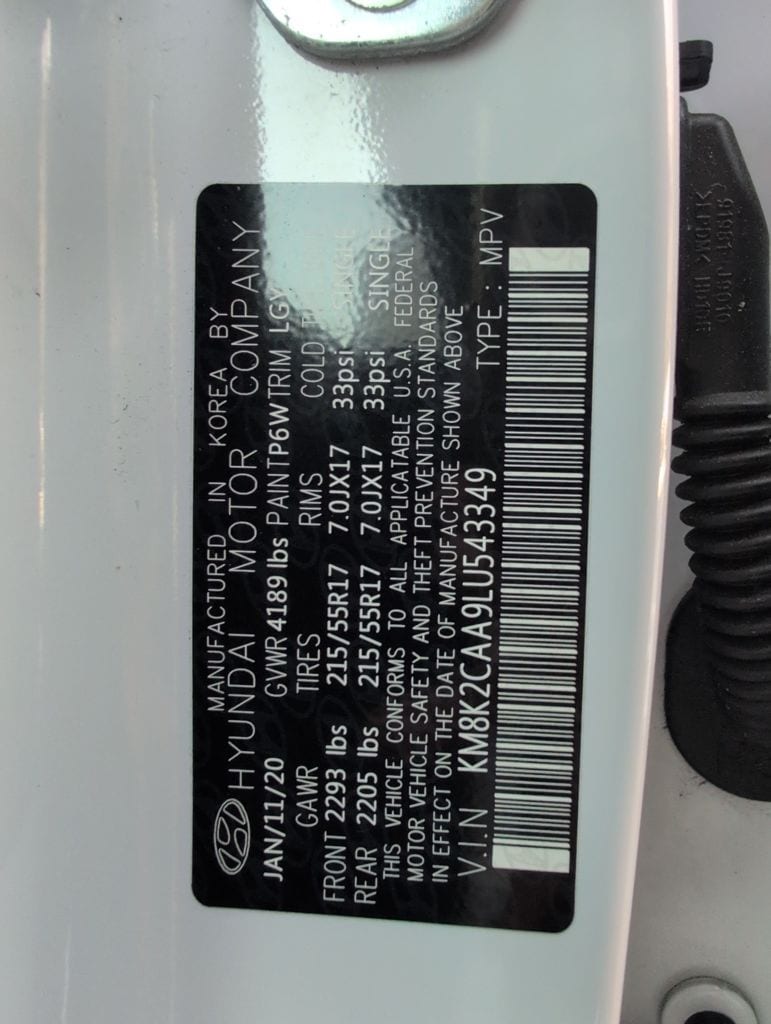 MANUFACTURED IN KOREA BY
HYUNDAI MOTOR COMPANY
JAN/11/20 GVWR 4189 lbs PAINT P6W TRIM LGY
GAWR TIRES RIMS COLD
FRONT 2293 lbs 215/55R17 7.0JX17 33psi SINGLE
REAR 2205 lbs 215/55R17 7.0JX17 33psi SINGLE
THIS VEHICLE CONFORMS TO ALL APPLICATABLE U.S.A. FEDERAL
MOTOR VEHICLE SAFETY AND THEFT PREVENTION STANDARDS
IN EFFECT ON THE DATE OF MANUFACTURE SHOWN ABOVE
V.I.N KM8K2CAA9LU543349 TYPE : MPV